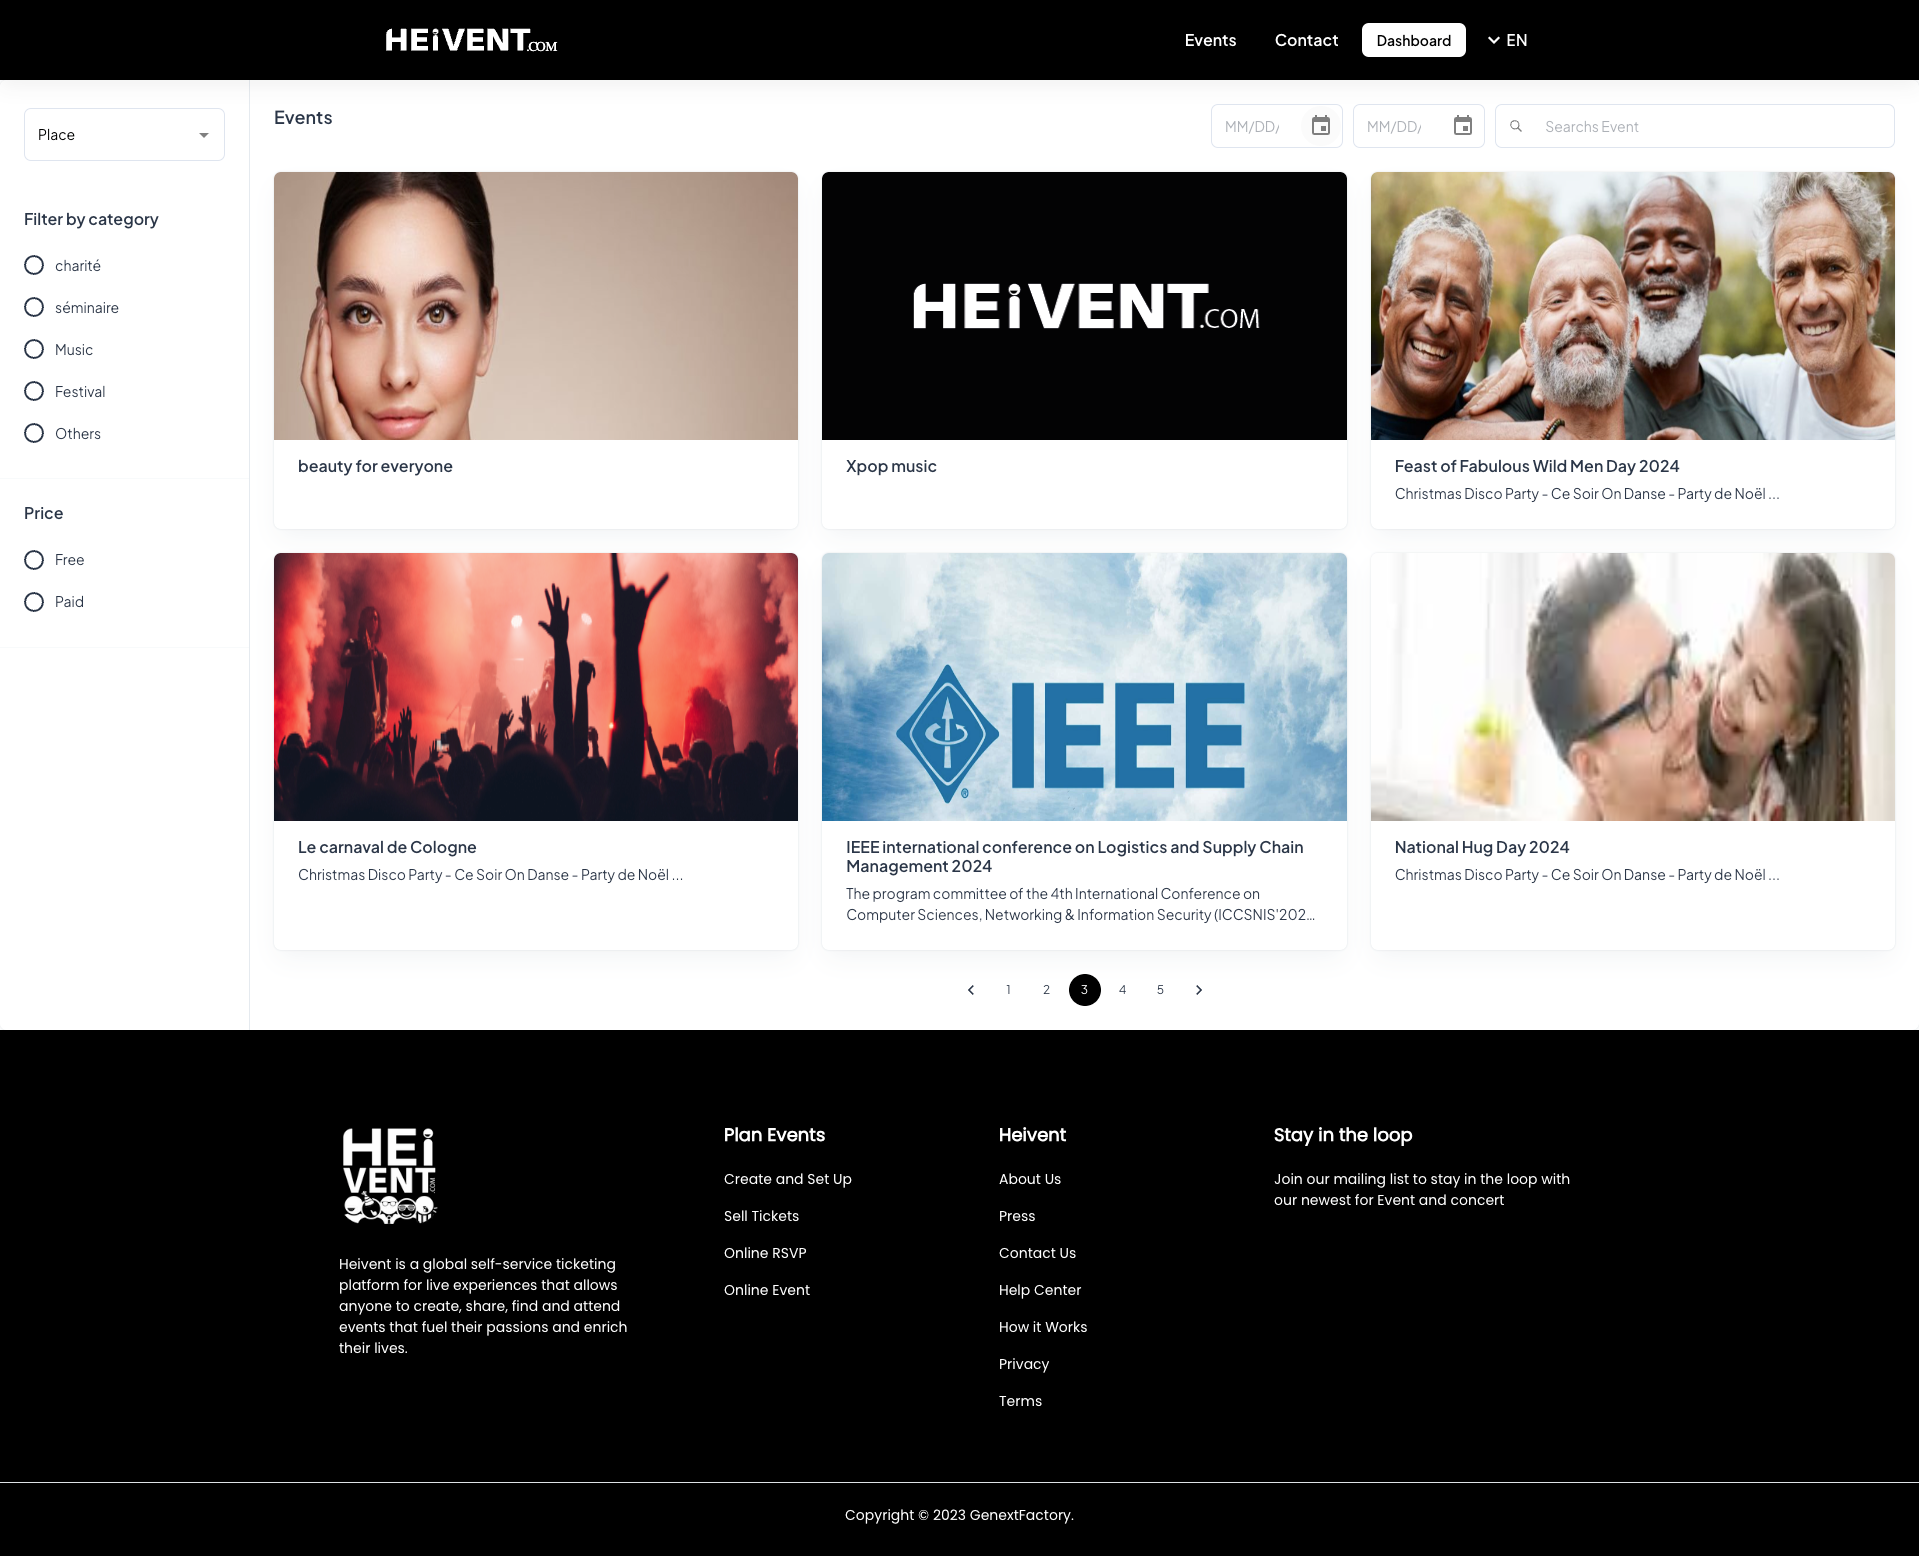 HEiVENT.COM
Events
Contact
Dashboard
EN
Place
Filter by category
charité
séminaire
Music
Festival
Others
Price
Free
Paid
Events
MM/DD/
MM/DD/
Searchs Event
HEiVENT.COM
beauty for everyone
Xpop music
Feast of Fabulous Wild Men Day 2024
Christmas Disco Party - Ce Soir On Danse - Party de Noël ...
IEEE
®
Le carnaval de Cologne
Christmas Disco Party - Ce Soir On Danse - Party de Noël ...
IEEE international conference on Logistics and Supply Chain
Management 2024
The program committee of the 4th International Conference on
Computer Sciences, Networking & Information Security (ICCSNIS'202...
National Hug Day 2024
Christmas Disco Party - Ce Soir On Danse - Party de Noël ...
1 2 3 4 5
HEi
VENT.COM
Heivent is a global self-service ticketing
platform for live experiences that allows
anyone to create, share, find and attend
events that fuel their passions and enrich
their lives.
Plan Events
Create and Set Up
Sell Tickets
Online RSVP
Online Event
Heivent
About Us
Press
Contact Us
Help Center
How it Works
Privacy
Terms
Stay in the loop
Join our mailing list to stay in the loop with
our newest for Event and concert
Copyright © 2023 GenextFactory.